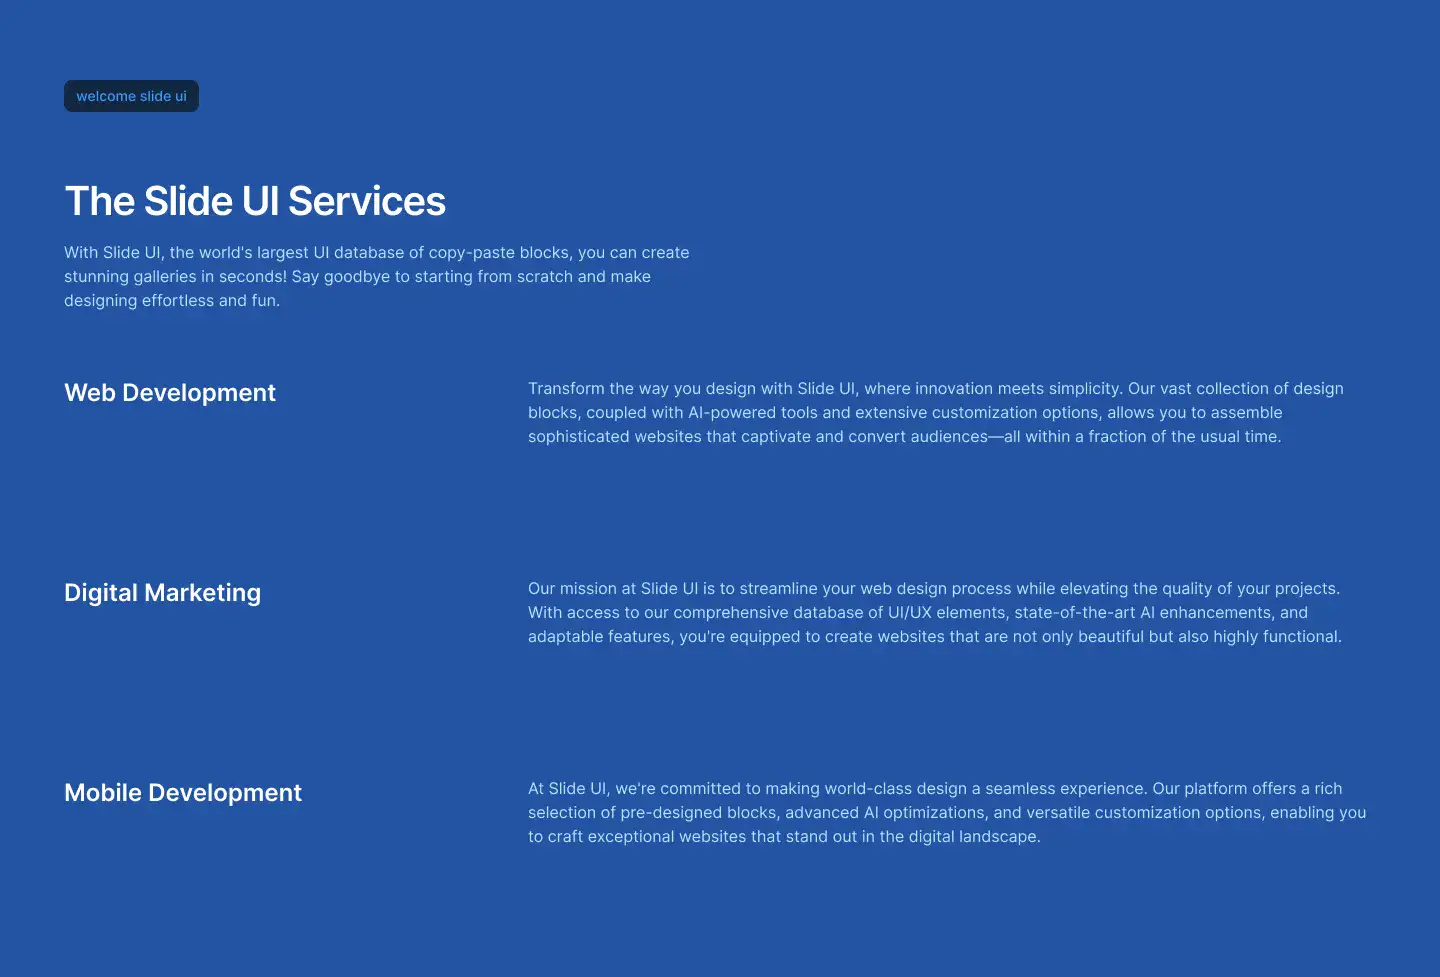 welcome slide ui
The Slide UI Services
With Slide UI, the world's largest UI database of copy-paste blocks, you can create
stunning galleries in seconds! Say goodbye to starting from scratch and make
designing effortless and fun.
Web Development
Transform the way you design with Slide UI, where innovation meets simplicity. Our vast collection of design
blocks, coupled with AI-powered tools and extensive customization options, allows you to assemble
sophisticated websites that captivate and convert audiences—all within a fraction of the usual time.
Digital Marketing
Our mission at Slide UI is to streamline your web design process while elevating the quality of your projects.
With access to our comprehensive database of UI/UX elements, state-of-the-art AI enhancements, and
adaptable features, you're equipped to create websites that are not only beautiful but also highly functional.
Mobile Development
At Slide UI, we're committed to making world-class design a seamless experience. Our platform offers a rich
selection of pre-designed blocks, advanced AI optimizations, and versatile customization options, enabling you
to craft exceptional websites that stand out in the digital landscape.